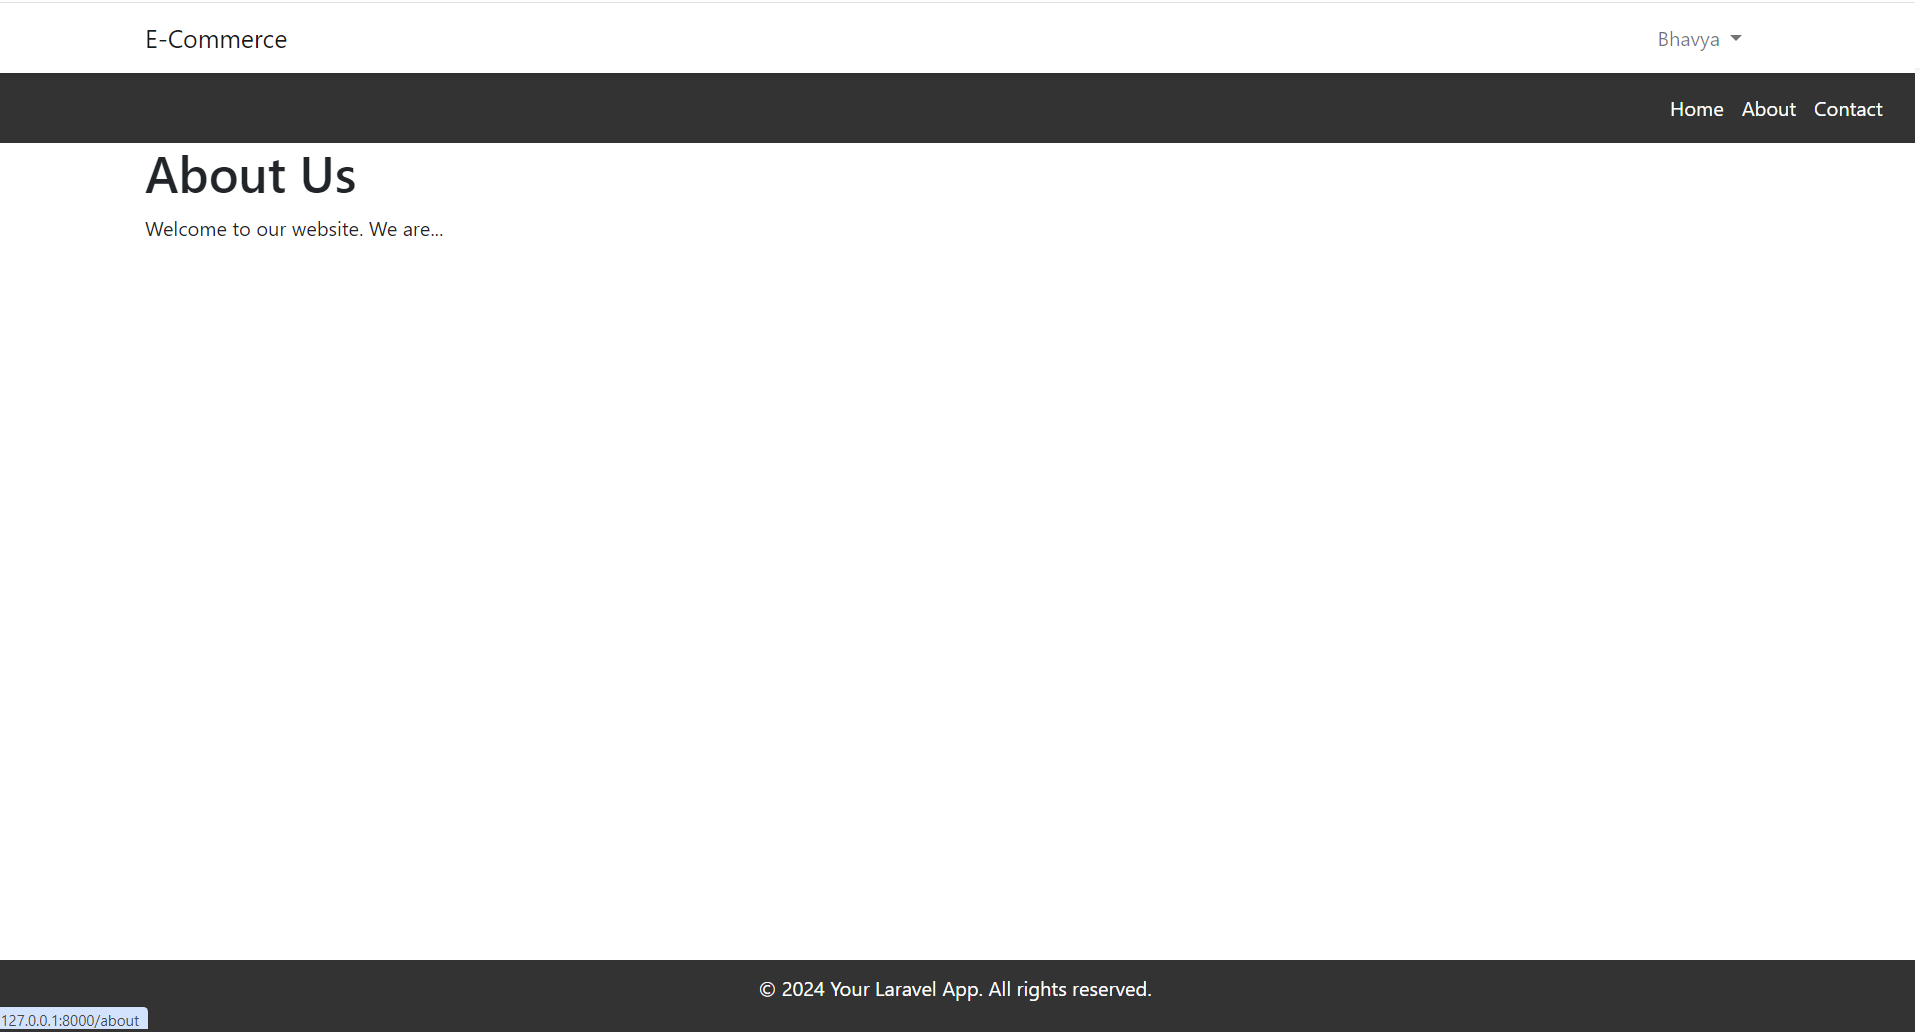 E-Commerce
Bhavya
Home About Contact
About Us
Welcome to our website. We are...
© 2024 Your Laravel App. All rights reserved.
127.0.0.1:8000/about